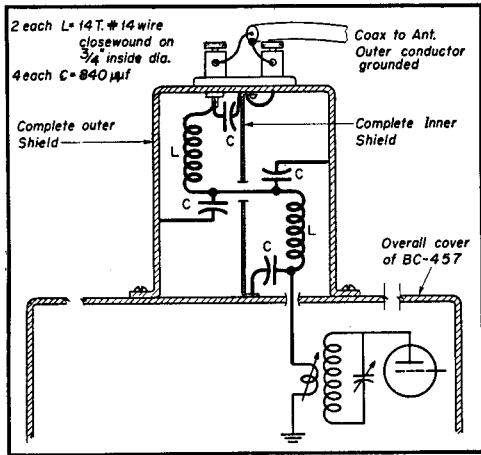 2 each L = 14 T. # 14 wire
closewound on
3/4" inside dia.
4 each C = 840 μμf
Coax to Ant.
Outer conductor
grounded
Complete outer
Shield
Complete Inner
Shield
C
L
C
C
L
C
Overall cover
of BC-457